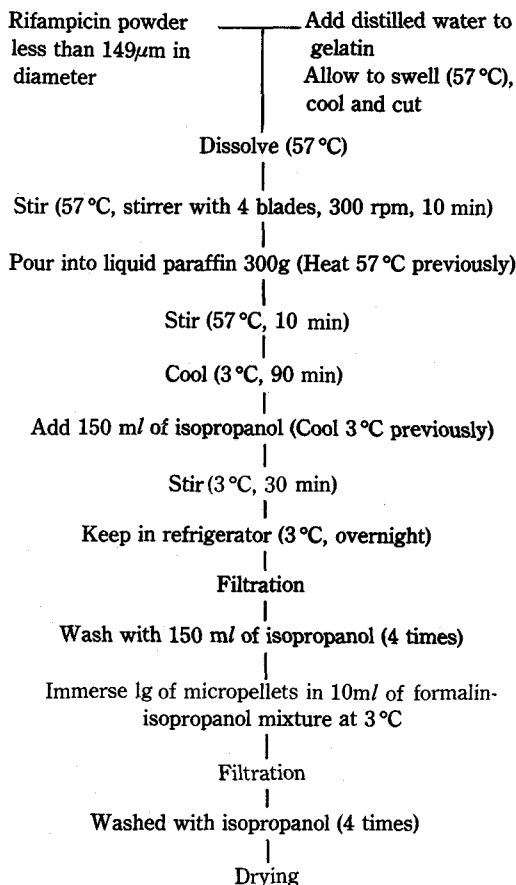 Rifampicin powder
less than 149μm in
diameter
Add distilled water to
gelatin
Allow to swell (57°C),
cool and cut
Dissolve (57°C)
Stir (57°C, stirrer with 4 blades, 300 rpm, 10 min)
Pour into liquid paraffin 300g (Heat 57°C previously)
Stir (57°C, 10 min)
Cool (3°C, 90 min)
Add 150 ml of isopropanol (Cool 3°C previously)
Stir (3°C, 30 min)
Keep in refrigerator (3°C, overnight)
Filtration
Wash with 150 ml of isopropanol (4 times)
Immerse 1g of micropellets in 10ml of formalin-
isopropanol mixture at 3°C
Filtration
Washed with isopropanol (4 times)
Drying